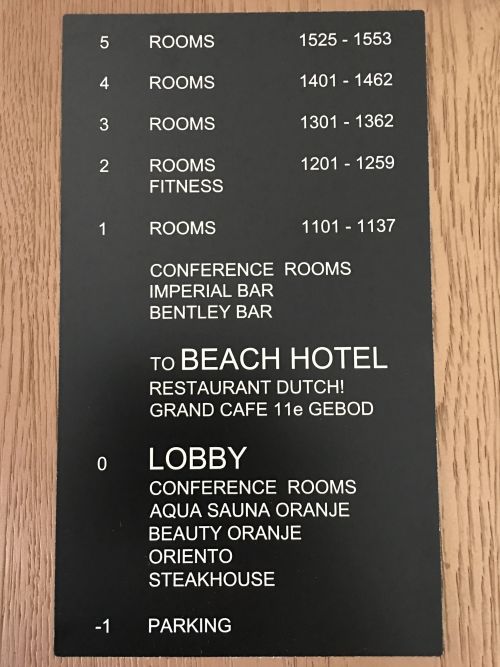 5 ROOMS 1525 - 1553
4 ROOMS 1401 - 1462
3 ROOMS 1301 - 1362
2 ROOMS 1201 - 1259
FITNESS
1 ROOMS 1101 - 1137
CONFERENCE ROOMS
IMPERIAL BAR
BENTLEY BAR
TO BEACH HOTEL
RESTAURANT DUTCH!
GRAND CAFE 11e GEBOD
0 LOBBY
CONFERENCE ROOMS
AQUA SAUNA ORANJE
BEAUTY ORANJE
ORIENTO
STEAKHOUSE
-1 PARKING